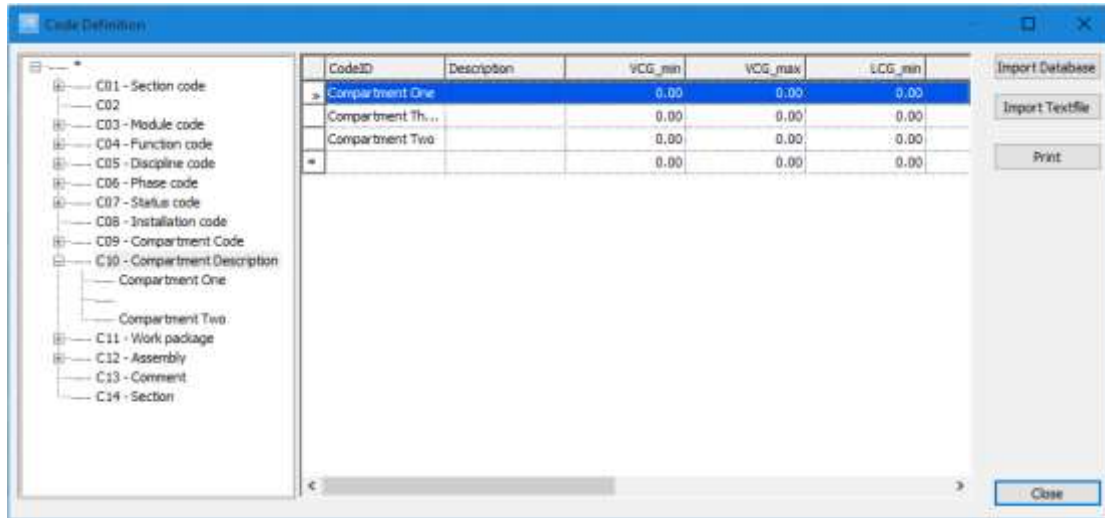 Code Definition
*
C01 - Section code
C02
C03 - Module code
C04 - Function code
C05 - Discipline code
C06 - Phase code
C07 - Status code
C08 - Installation code
C09 - Compartment Code
C10 - Compartment Description
Compartment One
Compartment Two
C11 - Work package
C12 - Assembly
C13 - Comment
C14 - Section
CodeID Description VCG_min VCG_max LCG_min
Compartment One 0.00 0.00 0.00
Compartment Th... 0.00 0.00 0.00
Compartment Two 0.00 0.00 0.00
* 0.00 0.00 0.00
Import Database
Import Textfile
Print
Close